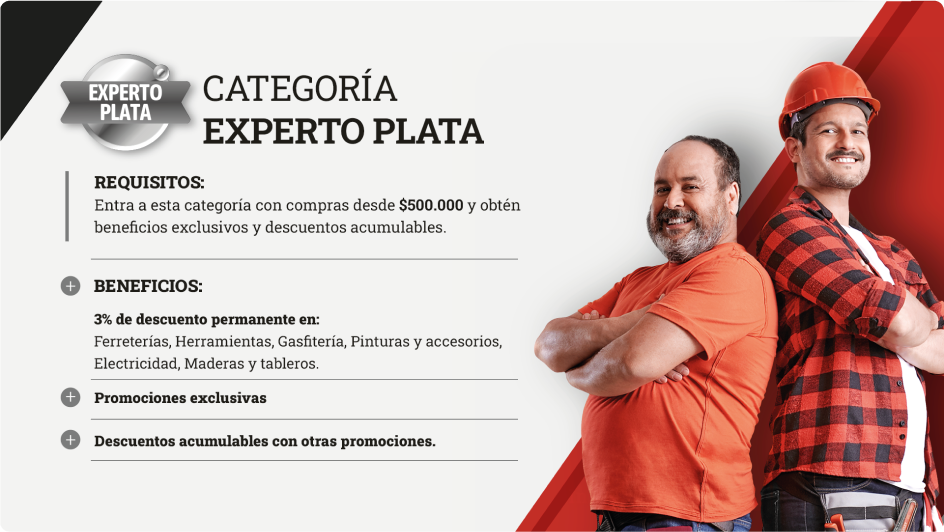 EXPERTO
PLATA
CATEGORÍA
EXPERTO PLATA
REQUISITOS:
Entra a esta categoría con compras desde $500.000 y obtén
beneficios exclusivos y descuentos acumulables.
BENEFICIOS:
3% de descuento permanente en:
Ferreterías, Herramientas, Gasfitería, Pinturas y accesorios,
Electricidad, Maderas y tableros.
Promociones exclusivas
Descuentos acumulables con otras promociones.